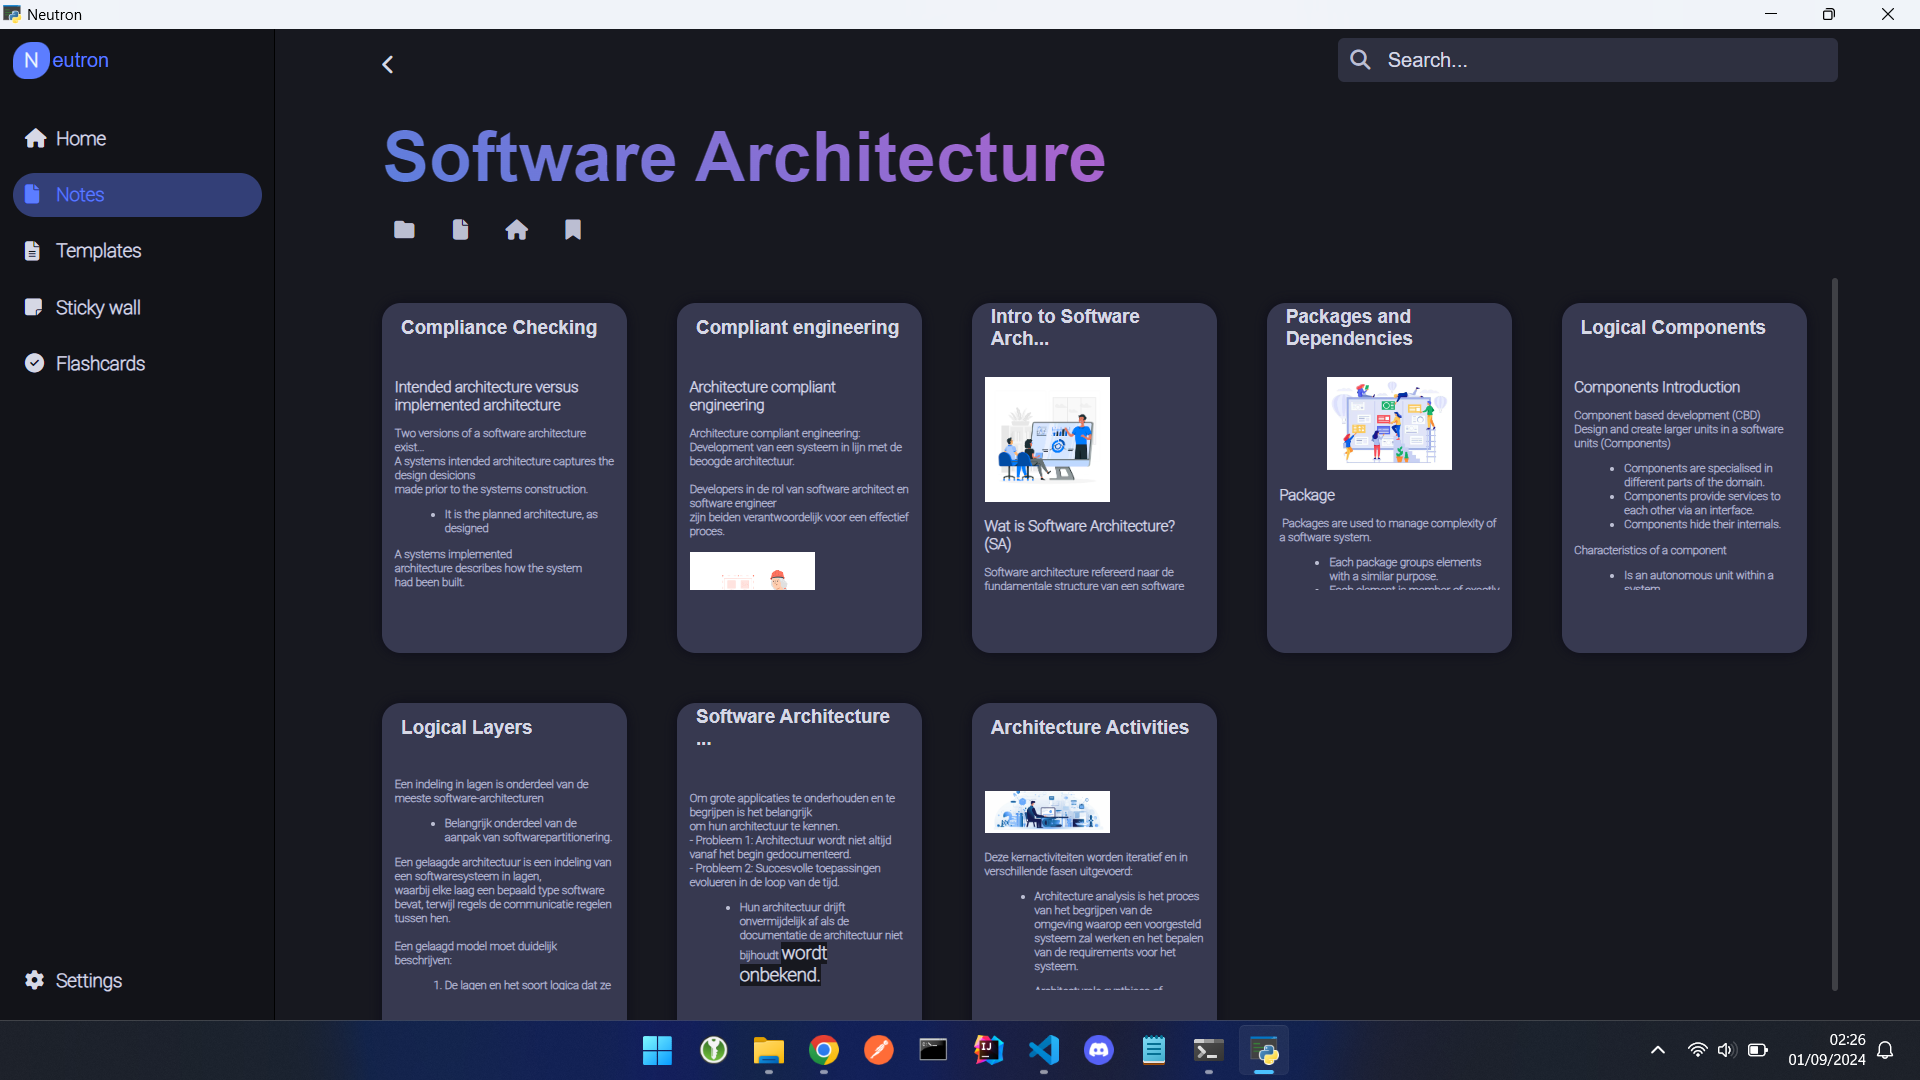 Neutron
Neutron
Search...
Home
Notes
Templates
Sticky wall
Flashcards
Settings
Software Architecture
Compliance Checking
Intended architecture versus
implemented architecture
Two versions of a software architecture
exist...
A systems intended architecture captures the
design desicions
made prior to the systems construction.
• It is the planned architecture, as
designed
A systems implemented
architecture describes how the system
had been built.
Compliant engineering
Architecture compliant
engineering
Architecture compliant engineering:
Development van een systeem in lijn met de
beoogde architectuur.
Developers in de rol van software architect en
software engineer
zijn beiden verantwoordelijk voor een effectief
proces.
Intro to Software
Arch...
Wat is Software Architecture?
(SA)
Software architecture refereerd naar de
fundamentale structure van een software
Packages and
Dependencies
Package
Packages are used to manage complexity of
a software system.
• Each package groups elements
with a similar purpose.
• Each element is member of exactly
Logical Components
Components Introduction
Component based development (CBD)
Design and create larger units in a software
units (Components)
• Components are specialised in
different parts of the domain.
• Components provide services to
each other via an interface.
• Components hide their internals.
Characteristics of a component
• Is an autonomous unit within a
system
Logical Layers
Een indeling in lagen is onderdeel van de
meeste software-architecturen
• Belangrijk onderdeel van de
aanpak van softwarepartitionering.
Een gelaagde architectuur is een indeling van
een softwaresysteem in lagen,
waarbij elke laag een bepaald type software
bevat, terwijl regels de communicatie regelen
tussen hen.
Een gelaagd model moet duidelijk
beschrijven:
1. De lagen en het soort logica dat ze
Software Architecture
...
Om grote applicaties te onderhouden en te
begrijpen is het belangrijk
om hun architectuur te kennen.
- Probleem 1: Architectuur wordt niet altijd
vanaf het begin gedocumenteerd.
- Probleem 2: Succesvolle toepassingen
evolueren in de loop van de tijd.
• Hun architectuur drijft
onvermijdelijk af als de
documentatie de architectuur niet
bijhoudt wordt
onbekend.
Architecture Activities
Deze kernactiviteiten worden iteratief en in
verschillende fasen uitgevoerd:
• Architecture analysis is het proces
van het begrijpen van de
omgeving waarop een voorgesteld
systeem zal werken en het bepalen
van de requirements voor het
systeem.
02:26
01/09/2024